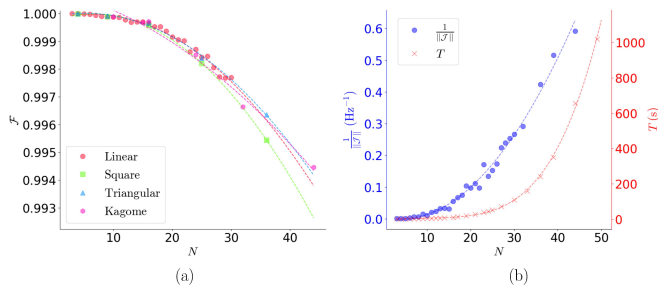 1.000
0.999
0.998
0.997
0.996
0.995
0.994
0.993
ℱ
Linear
Square
Triangular
Kagome
10 20 30 40
N
(a)
0.6
0.5
0.4
0.3
0.2
0.1
0.0
1/‖𝒥‖ (Hz⁻¹)
1/‖𝒥‖
T
1000
800
600
400
200
0
T (s)
10 20 30 40 50
N
(b)